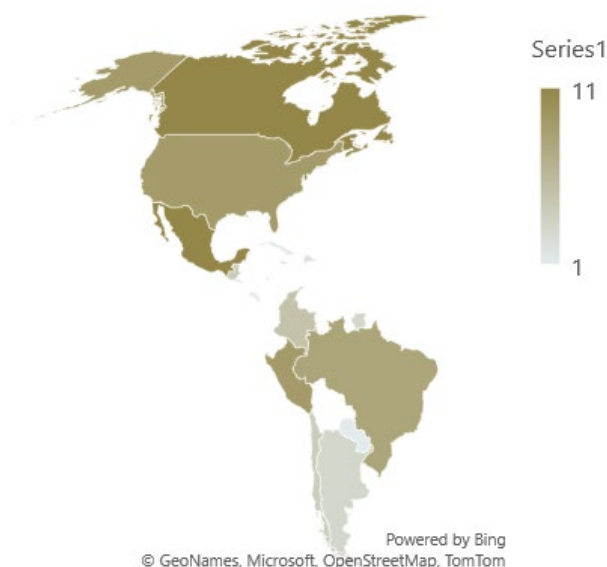 Series1
11
1
Powered by Bing
© GeoNames, Microsoft, OpenStreetMap, TomTom